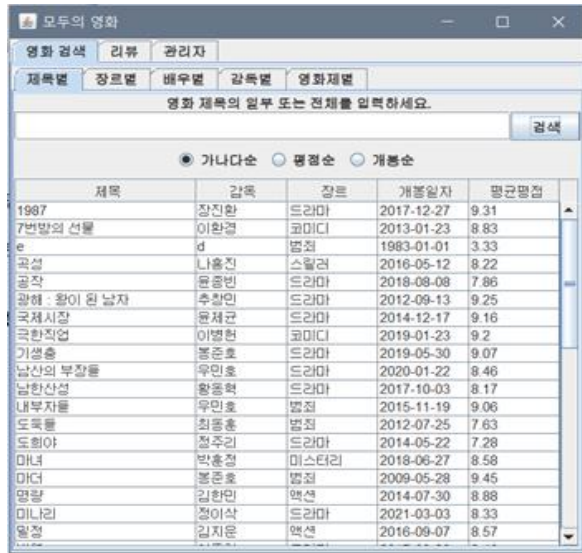 모두의 영화
영화 검색 리뷰 관리자
제목별 장르별 배우별 감독별 영화제별
영화 제목의 일부 또는 전체를 입력하세요.
검색
가나다순 평점순 개봉순
제목 감독 장르 개봉일자 평균평점
1987 장진환 드라마 2017-12-27 9.31
7번방의 선물 이환경 코미디 2013-01-23 8.83
e d 범죄 1983-01-01 3.33
곡성 나홍진 스릴러 2016-05-12 8.22
공작 윤종빈 드라마 2018-08-08 7.86
광해 : 왕이 된 남자 추창민 드라마 2012-09-13 9.25
국제시장 윤제균 드라마 2014-12-17 9.16
극한직업 이병헌 코미디 2019-01-23 9.2
기생충 봉준호 드라마 2019-05-30 9.07
남산의 부장들 우민호 드라마 2020-01-22 8.46
남한산성 황동혁 드라마 2017-10-03 8.17
내부자들 우민호 범죄 2015-11-19 9.06
도둑들 최동훈 범죄 2012-07-25 7.63
도희야 정주리 드라마 2014-05-22 7.28
마녀 박훈정 미스터리 2018-06-27 8.58
마더 봉준호 범죄 2009-05-28 9.45
명량 김한민 액션 2014-07-30 8.88
미나리 정이삭 드라마 2021-03-03 8.33
밀정 김지운 액션 2016-09-07 8.57